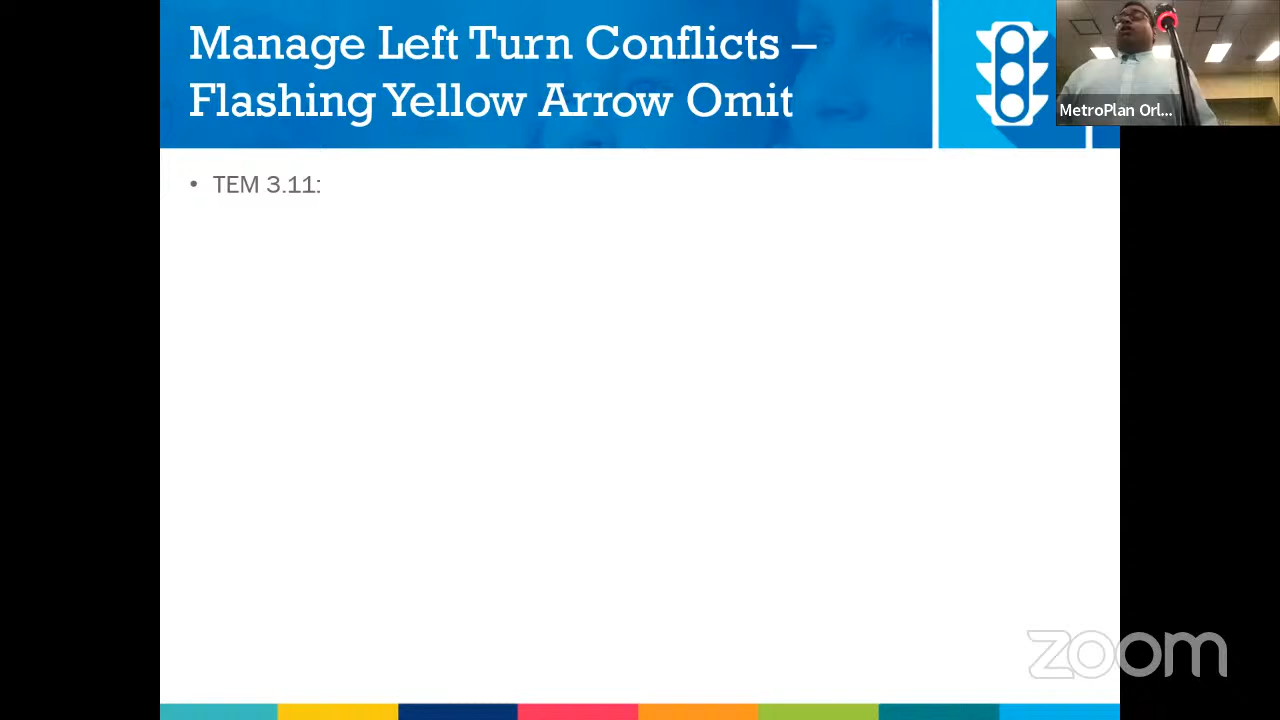 Manage Left Turn Conflicts –
Flashing Yellow Arrow Omit
MetroPlan Orl...
• TEM 3.11:
zoom